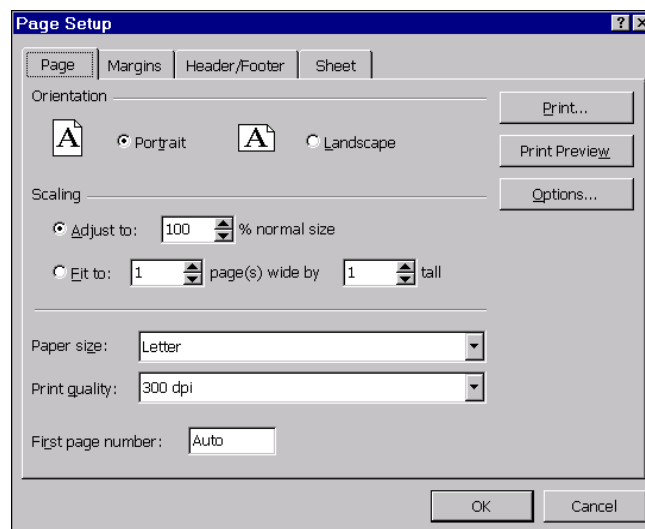 Page Setup
Page Margins Header/Footer Sheet
Orientation
A Portrait A Landscape
Print...
Print Preview
Options...
Scaling
Adjust to: 100 % normal size
Fit to: 1 page(s) wide by 1 tall
Paper size: Letter
Print quality: 300 dpi
First page number: Auto
OK Cancel